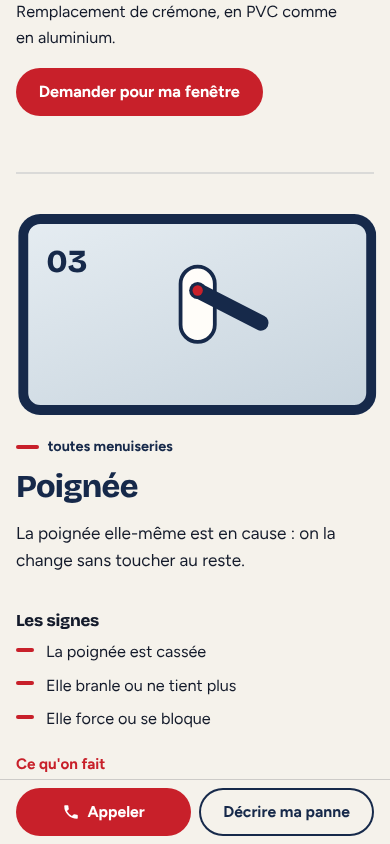 Remplacement de crémone, en PVC comme
en aluminium.
Demander pour ma fenêtre
03
toutes menuiseries
Poignée
La poignée elle-même est en cause : on la
change sans toucher au reste.
Les signes
La poignée est cassée
Elle branle ou ne tient plus
Elle force ou se bloque
Ce qu'on fait
Appeler
Décrire ma panne